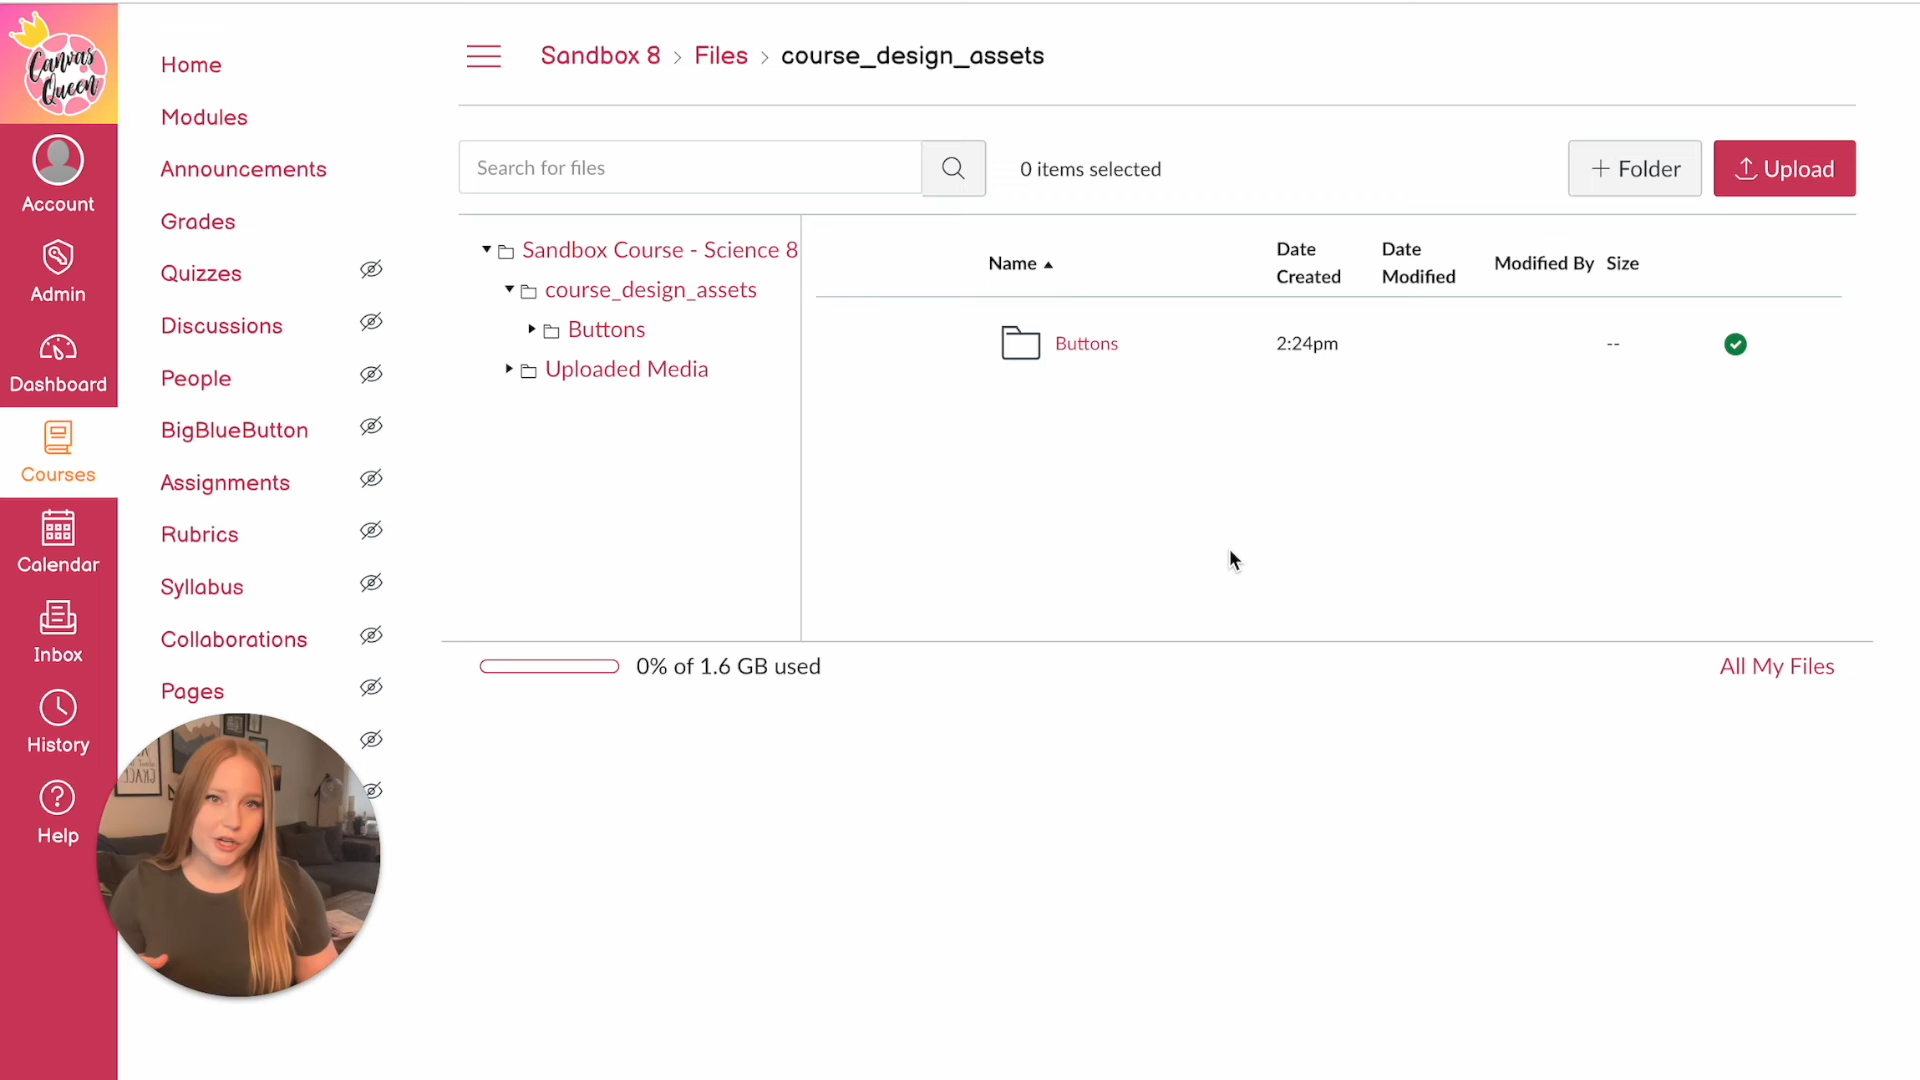 Canvas
Queen
Account
Admin
Dashboard
Courses
Calendar
Inbox
History
Help
Home
Modules
Announcements
Grades
Quizzes
Discussions
People
BigBlueButton
Assignments
Rubrics
Syllabus
Collaborations
Pages
Sandbox 8 > Files > course_design_assets
Search for files
0 items selected
+ Folder
Upload
Sandbox Course - Science 8
course_design_assets
Buttons
Uploaded Media
Name
Date
Created
Date
Modified
Modified By
Size
Buttons
2:24pm
--
0% of 1.6 GB used
All My Files